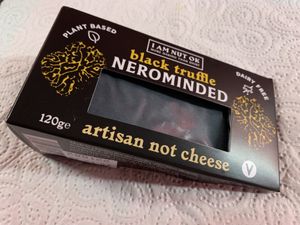 PLANT BASED
I AM NUT OK
black truffle
NEROMINDED
DAIRY FREE
120g℮
artisan not cheese
V